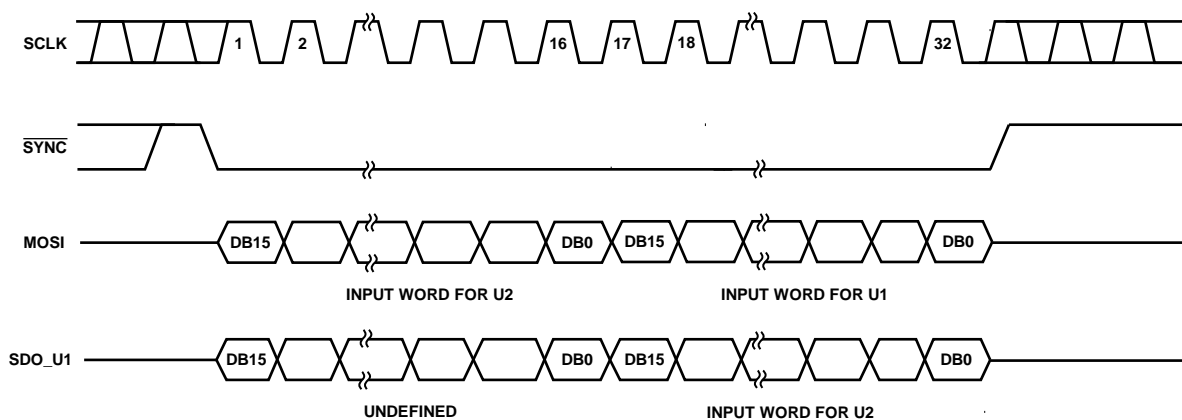 SCLK 1 2 16 17 18 32
SYNC
MOSI DB15 DB0 DB15 DB0
INPUT WORD FOR U2 INPUT WORD FOR U1
SDO_U1 DB15 DB0 DB15 DB0
UNDEFINED INPUT WORD FOR U2